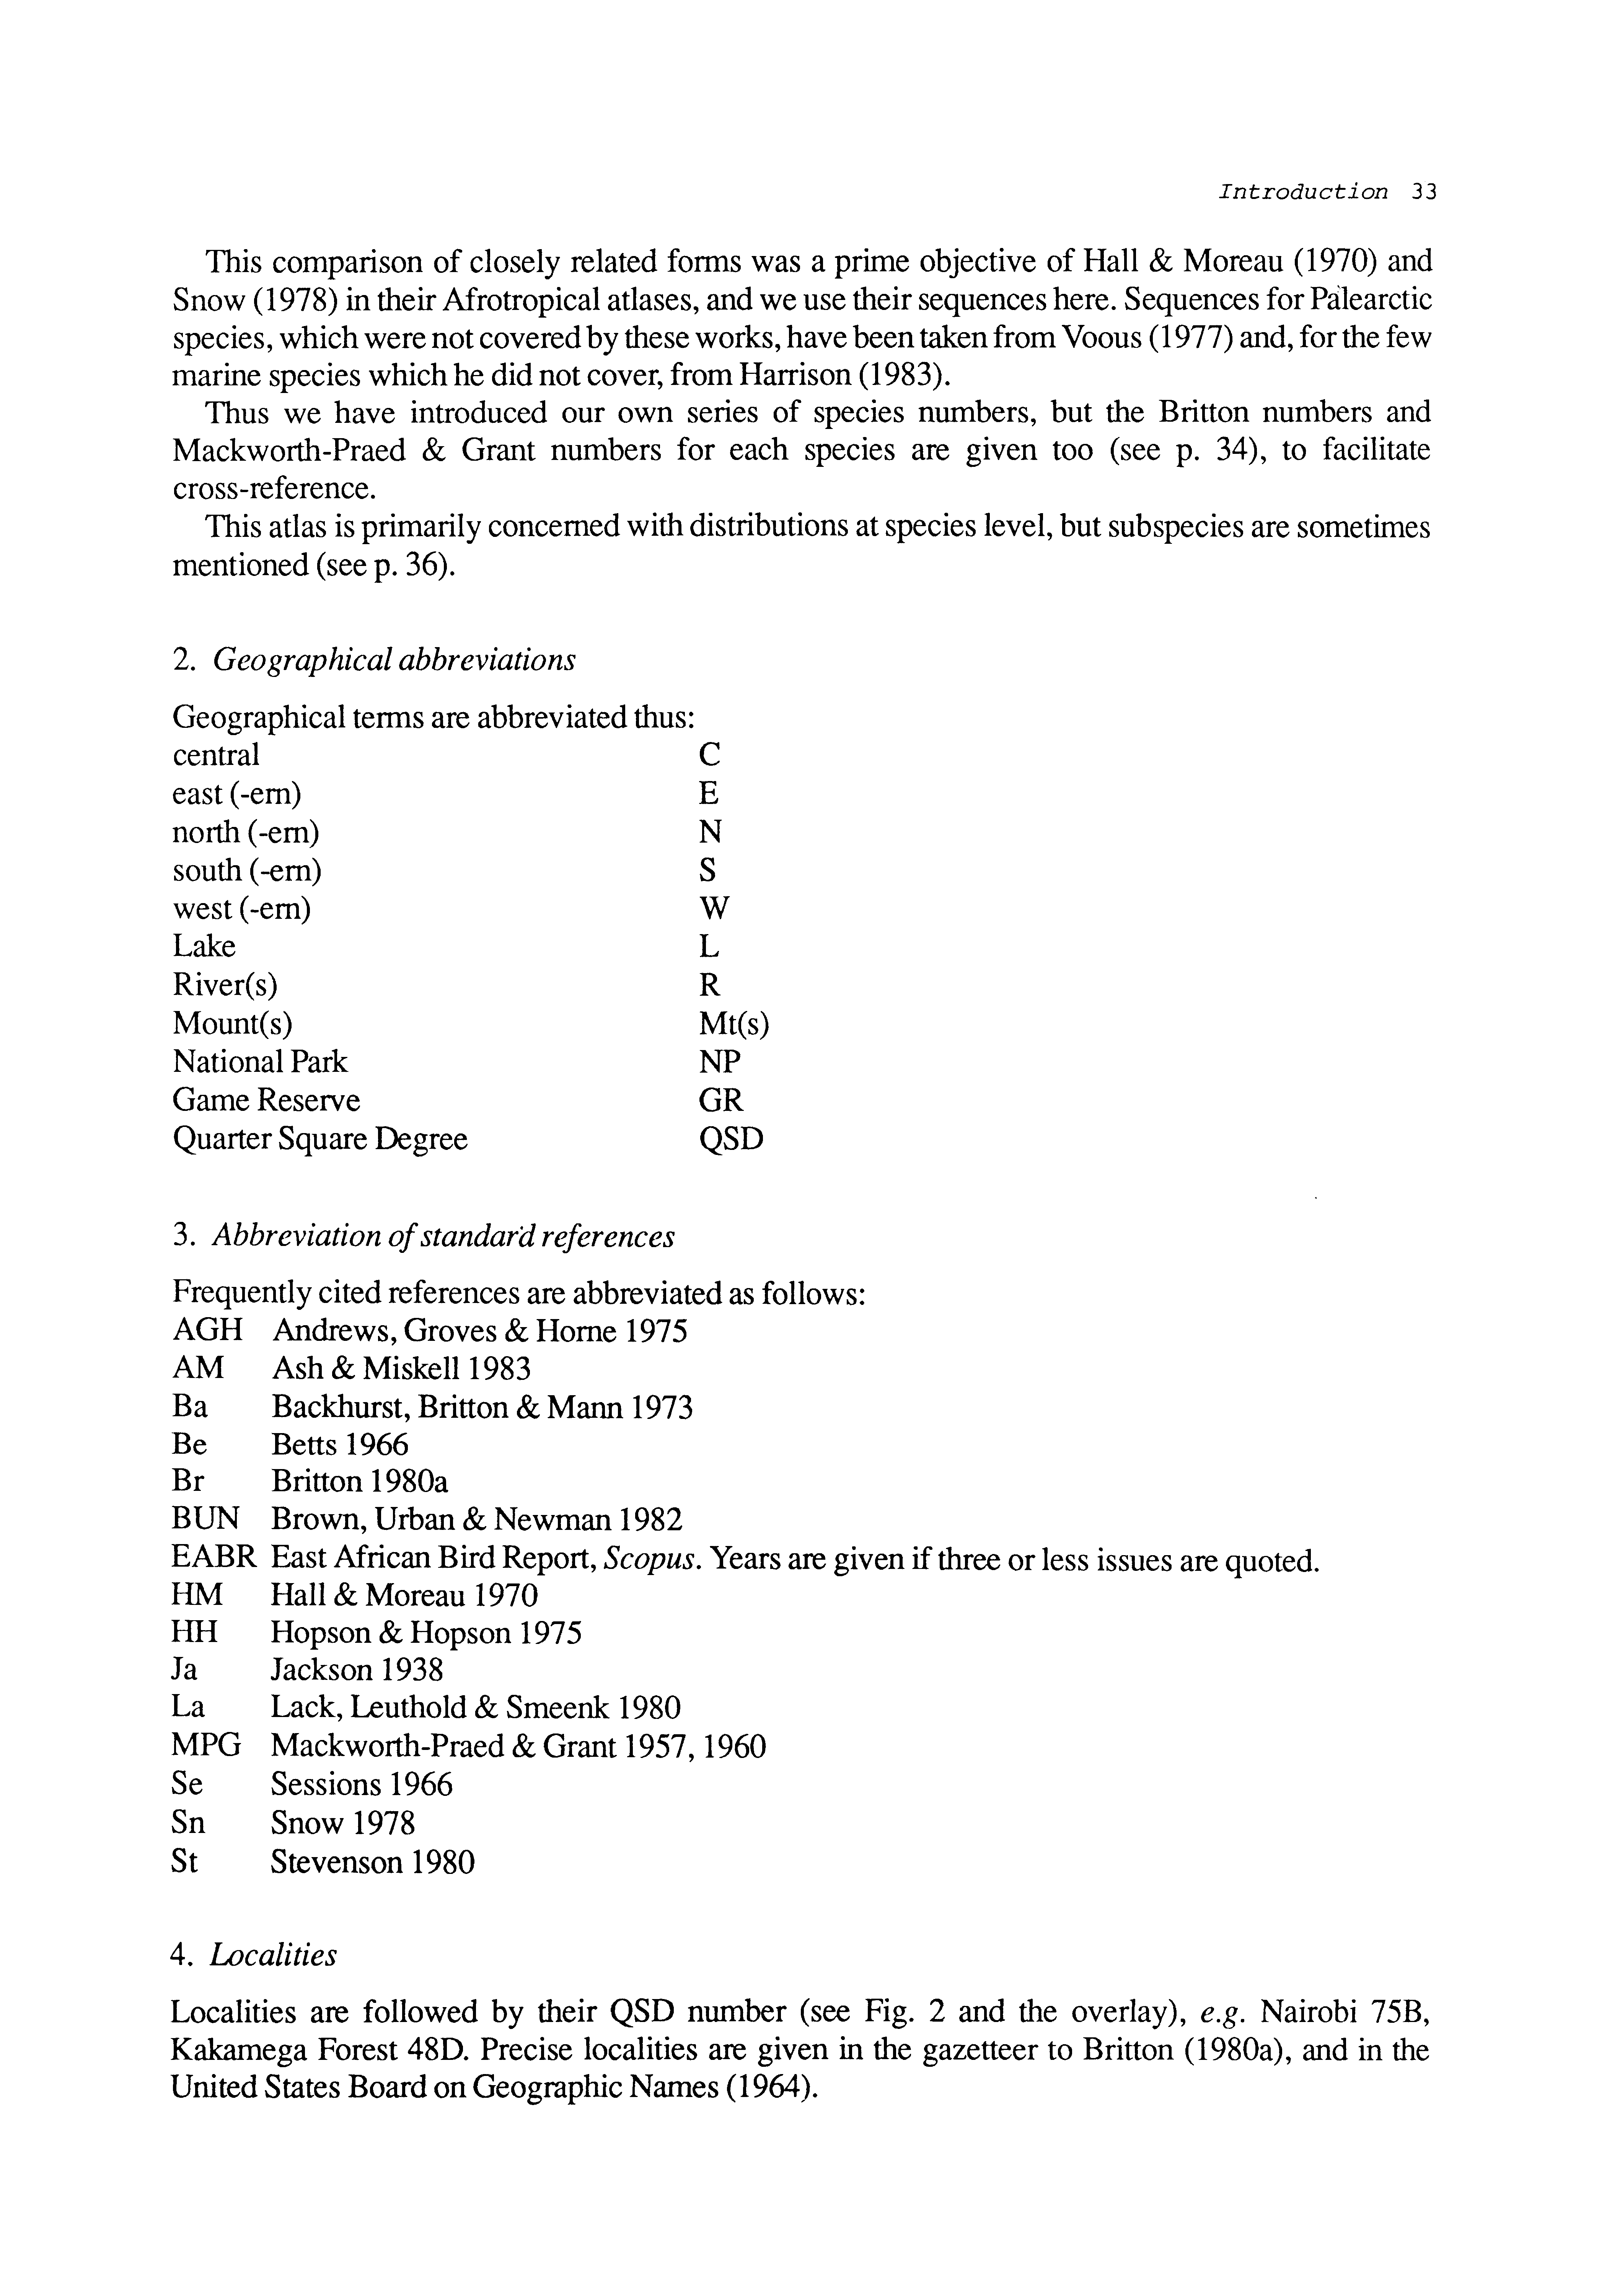 Introduction 33
This comparison of closely related forms was a prime objective of Hall & Moreau (1970) and
Snow (1978) in their Afrotropical atlases, and we use their sequences here. Sequences for Palearctic
species, which were not covered by these works, have been taken from Voous (1977) and, for the few
marine species which he did not cover, from Harrison (1983).
Thus we have introduced our own series of species numbers, but the Britton numbers and
Mackworth-Praed & Grant numbers for each species are given too (see p. 34), to facilitate
cross-reference.
This atlas is primarily concerned with distributions at species level, but subspecies are sometimes
mentioned (see p. 36).
2. Geographical abbreviations
Geographical terms are abbreviated thus:
central C
east (-ern) E
north (-ern) N
south (-ern) S
west (-ern) W
Lake L
River(s) R
Mount(s) Mt(s)
National Park NP
Game Reserve GR
Quarter Square Degree QSD
3. Abbreviation of standard references
Frequently cited references are abbreviated as follows:
AGH Andrews, Groves & Horne 1975
AM Ash & Miskell 1983
Ba Backhurst, Britton & Mann 1973
Be Betts 1966
Br Britton 1980a
BUN Brown, Urban & Newman 1982
EABR East African Bird Report, Scopus. Years are given if three or less issues are quoted.
HM Hall & Moreau 1970
HH Hopson & Hopson 1975
Ja Jackson 1938
La Lack, Leuthold & Smeenk 1980
MPG Mackworth-Praed & Grant 1957, 1960
Se Sessions 1966
Sn Snow 1978
St Stevenson 1980
4. Localities
Localities are followed by their QSD number (see Fig. 2 and the overlay), e.g. Nairobi 75B,
Kakamega Forest 48D. Precise localities are given in the gazetteer to Britton (1980a), and in the
United States Board on Geographic Names (1964).